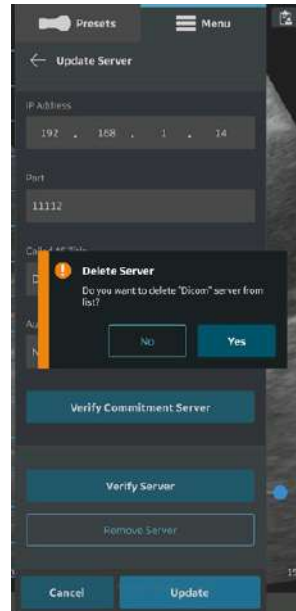 Presets
Menu
Update Server
IP Address
192 . 168 . 1 . 14
Port
11112
Delete Server
Do you want to delete "Dicom" server from
list?
No
Yes
Verify Commitment Server
Verify Server
Remove Server
Cancel
Update